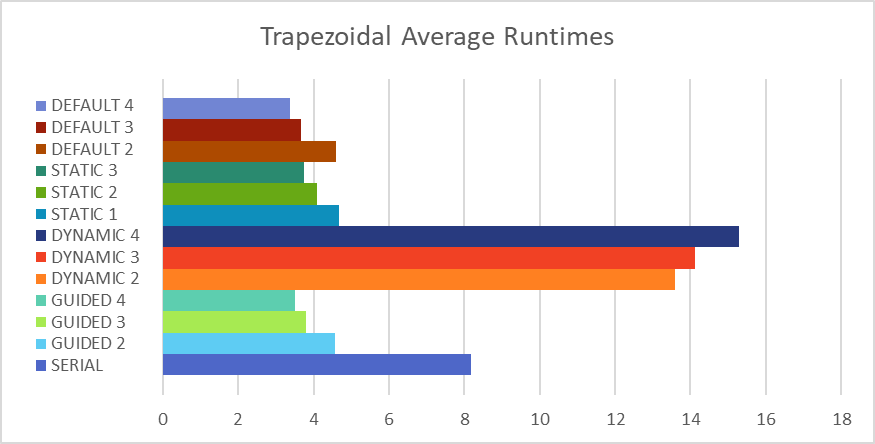 Trapezoidal Average Runtimes
DEFAULT 4
DEFAULT 3
DEFAULT 2
STATIC 3
STATIC 2
STATIC 1
DYNAMIC 4
DYNAMIC 3
DYNAMIC 2
GUIDED 4
GUIDED 3
GUIDED 2
SERIAL
0 2 4 6 8 10 12 14 16 18